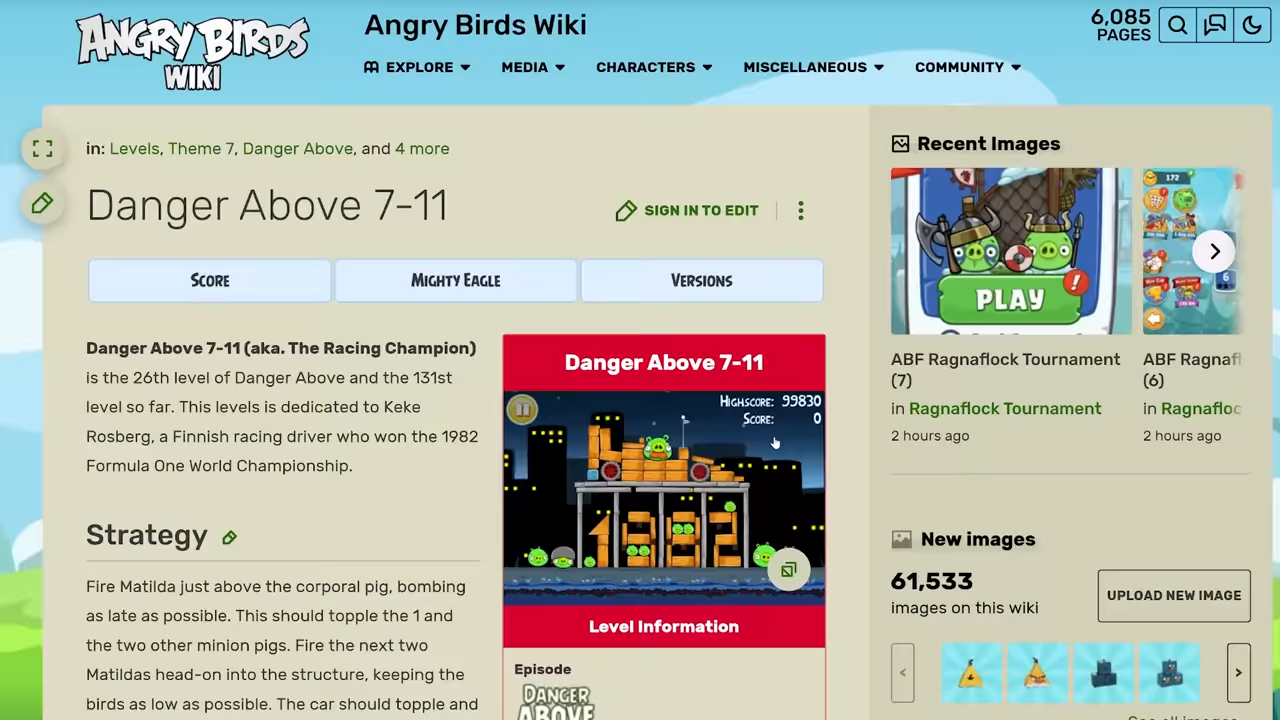 ANGRY BIRDS
WIKI
Angry Birds Wiki
6,085
PAGES
EXPLORE
MEDIA
CHARACTERS
MISCELLANEOUS
COMMUNITY
in: Levels, Theme 7, Danger Above, and 4 more
Danger Above 7-11
SIGN IN TO EDIT
SCORE
MIGHTY EAGLE
VERSIONS
Danger Above 7-11 (aka. The Racing Champion)
is the 26th level of Danger Above and the 131st
level so far. This levels is dedicated to Keke
Rosberg, a Finnish racing driver who won the 1982
Formula One World Championship.
Strategy
Fire Matilda just above the corporal pig, bombing
as late as possible. This should topple the 1 and
the two other minion pigs. Fire the next two
Matildas head-on into the structure, keeping the
birds as low as possible. The car should topple and
Danger Above 7-11
HIGHSCORE: 99830
SCORE: 0
1982
Level Information
Episode
DANGER
ABOVE
Recent Images
PLAY
!
172
6
ABF Ragnaflock Tournament
(7)
in Ragnaflock Tournament
2 hours ago
ABF Ragnafl
(6)
in Ragnafloc
2 hours ago
New images
61,533
images on this wiki
UPLOAD NEW IMAGE
<
>